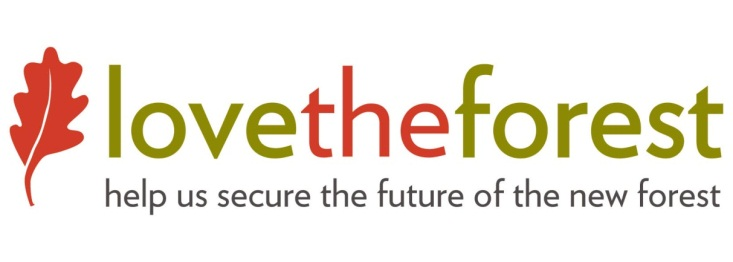 lovetheforest
help us secure the future of the new forest